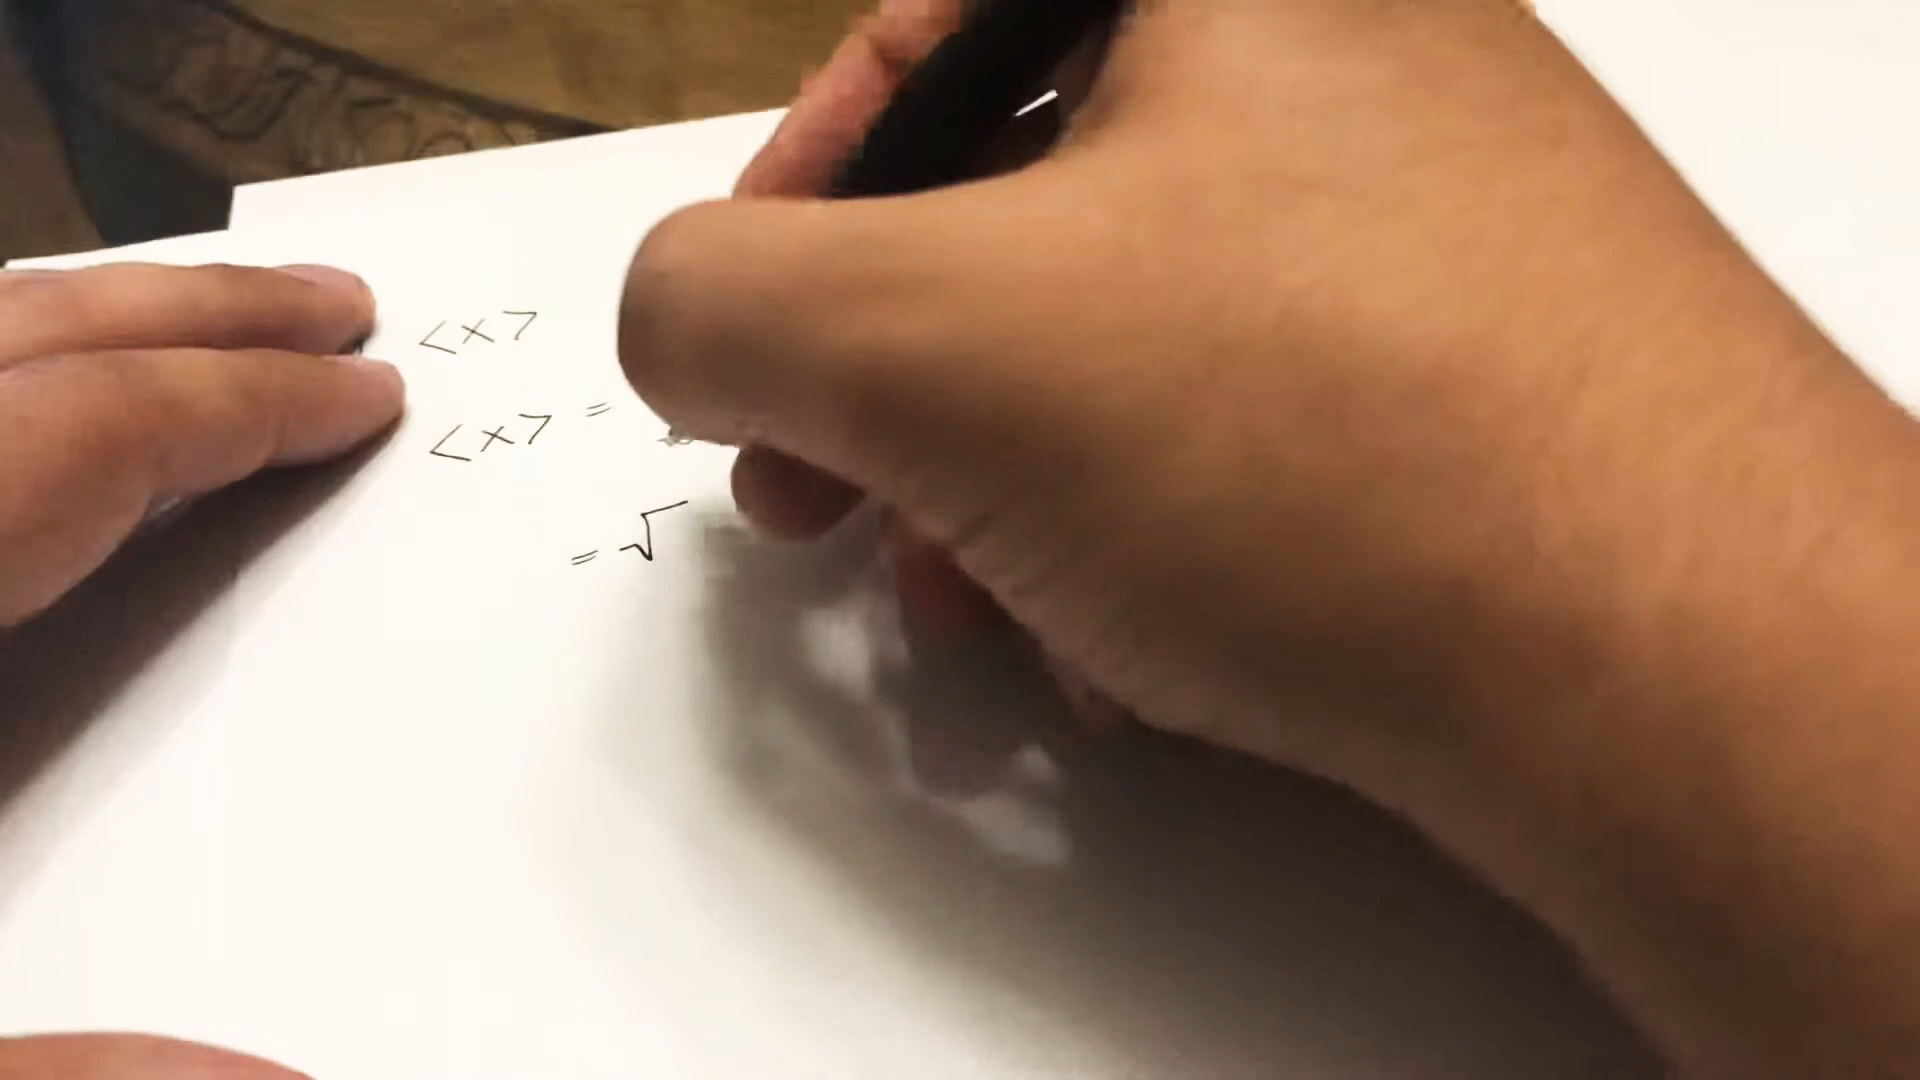 <x>
<x> =
= √